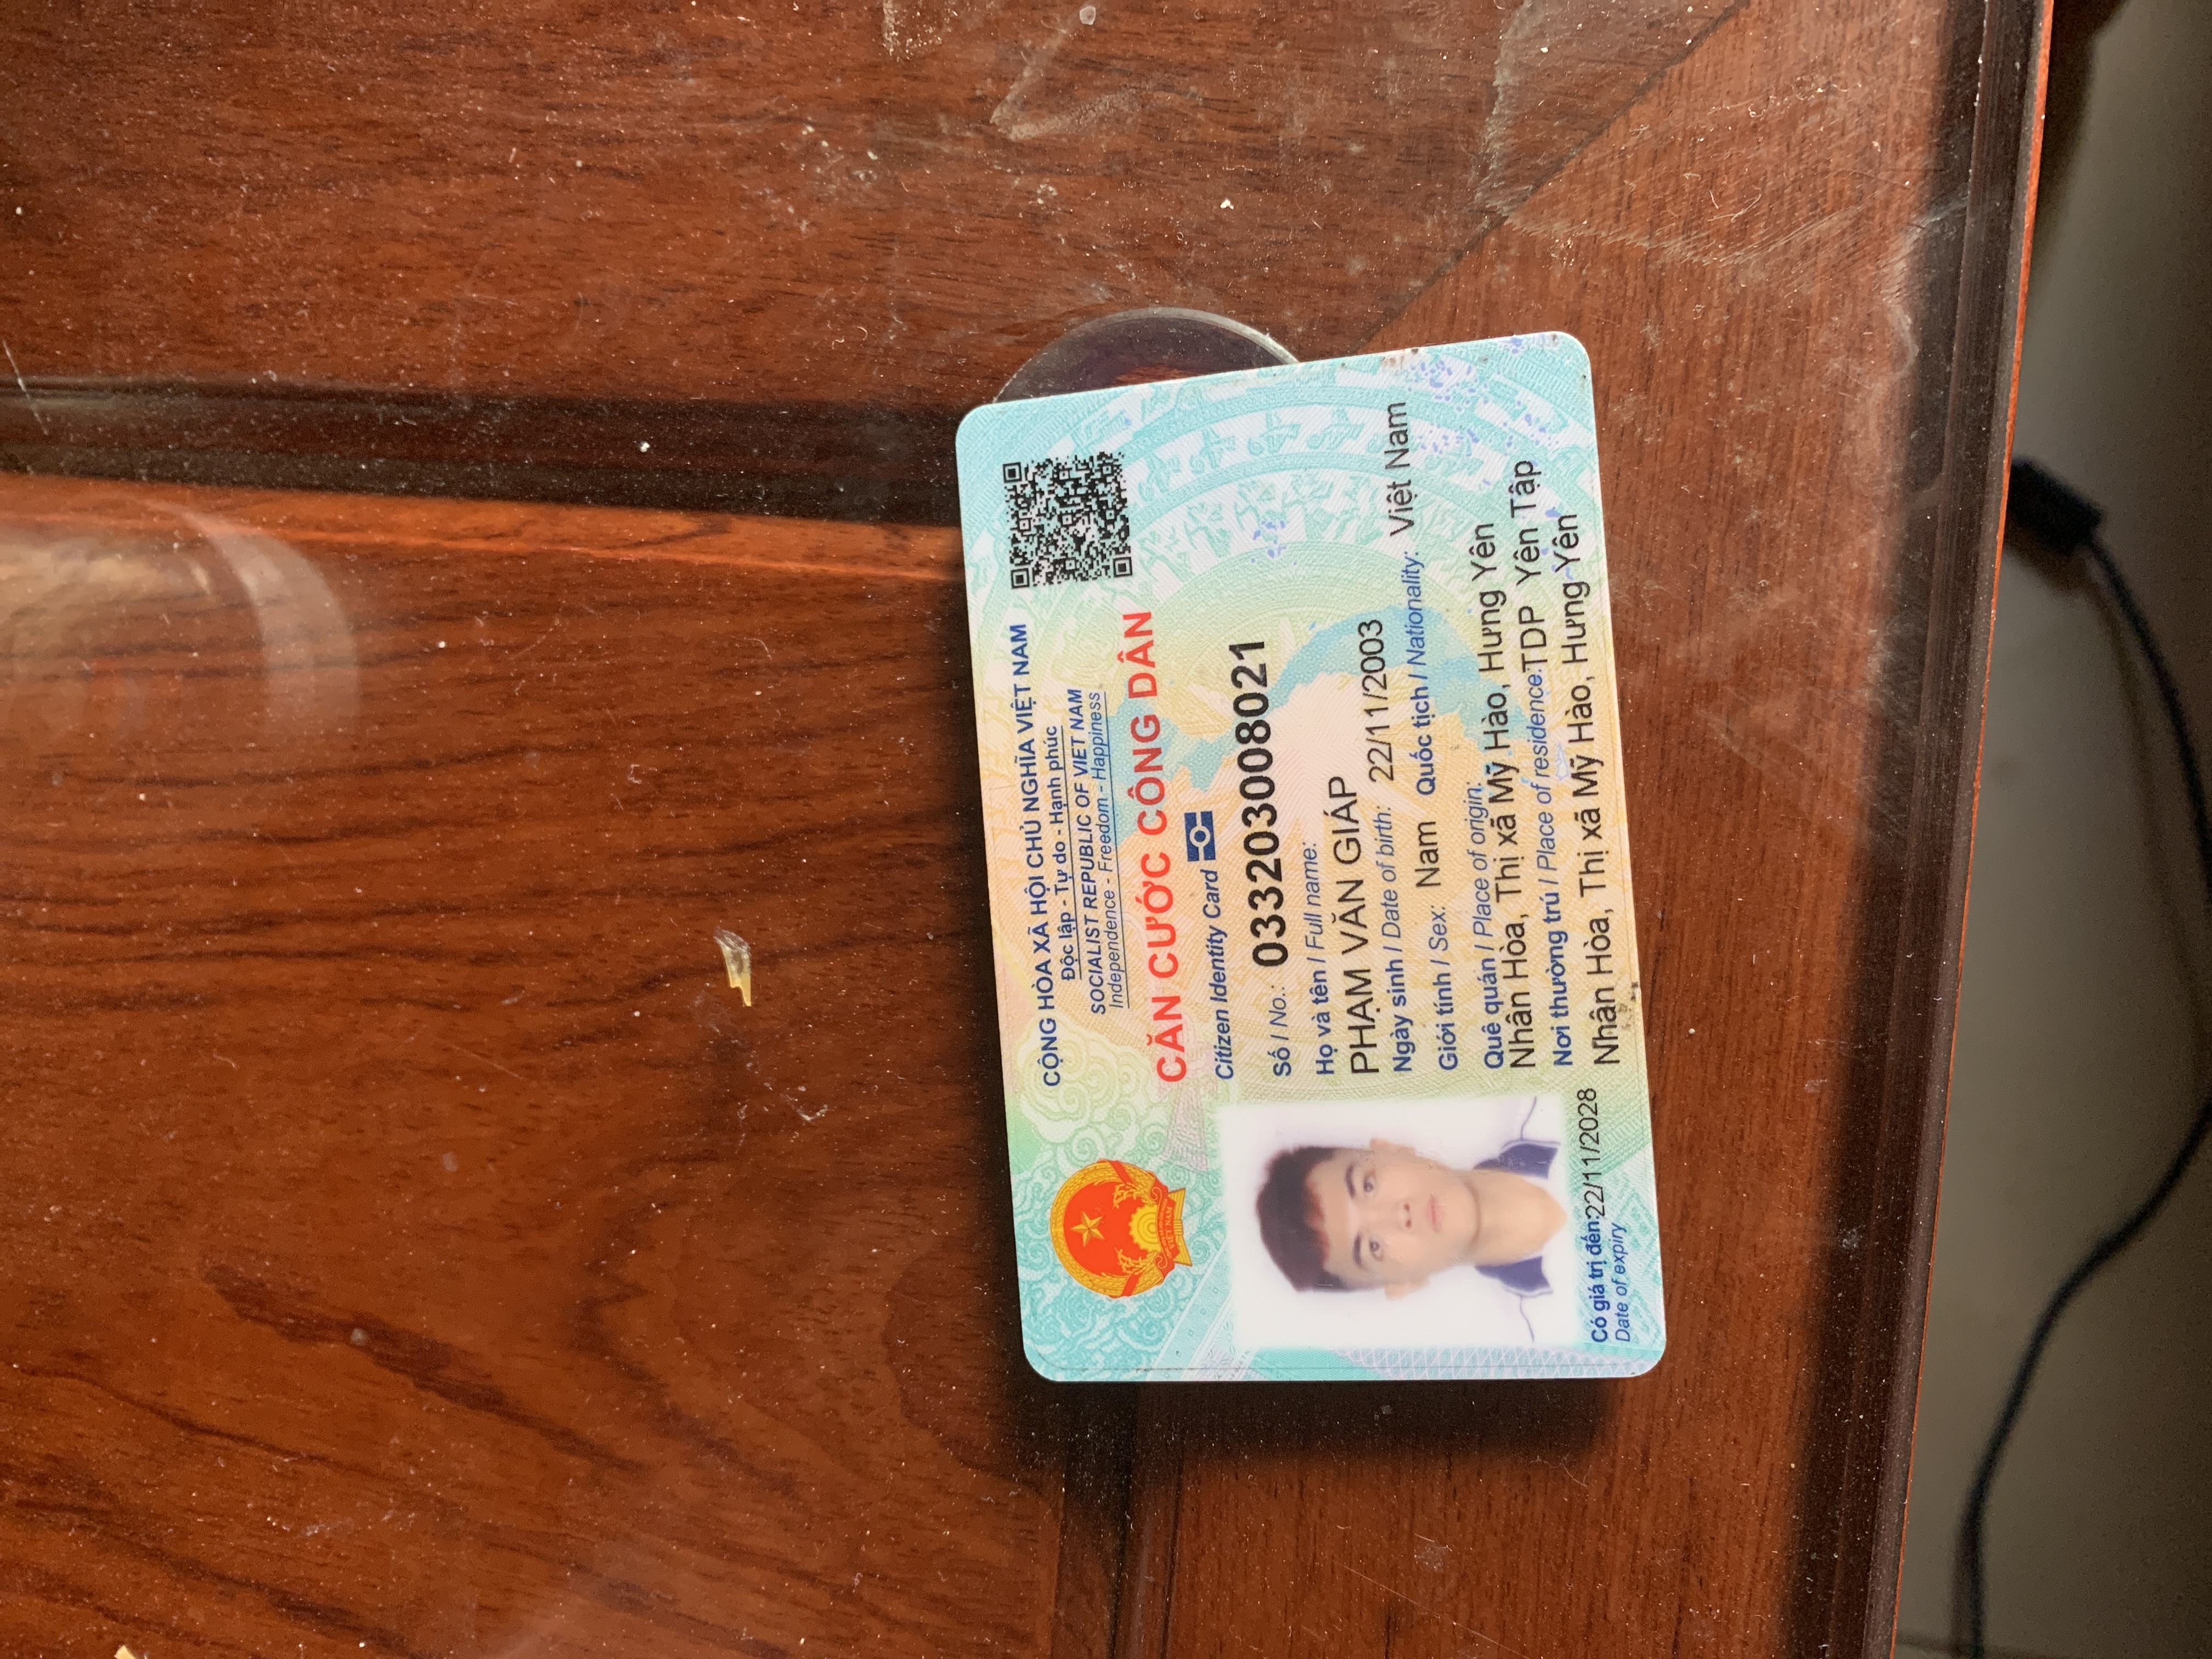 CỘNG HÒA XÃ HỘI CHỦ NGHĨA VIỆT NAM
Độc lập - Tự do - Hạnh phúc
SOCIALIST REPUBLIC OF VIET NAM
Independence - Freedom - Happiness
CĂN CƯỚC CÔNG DÂN
Citizen Identity Card
VIỆT NAM
Số / No.: 033203008021
Họ và tên / Full name:
PHẠM VĂN GIÁP
Ngày sinh / Date of birth: 22/11/2003
Giới tính / Sex: Nam Quốc tịch / Nationality: Việt Nam
Quê quán / Place of origin:
Nhân Hòa, Thị xã Mỹ Hào, Hưng Yên
Nơi thường trú / Place of residence: TDP Yên Tập
Nhân Hòa, Thị xã Mỹ Hào, Hưng Yên
Có giá trị đến: 22/11/2028
Date of expiry